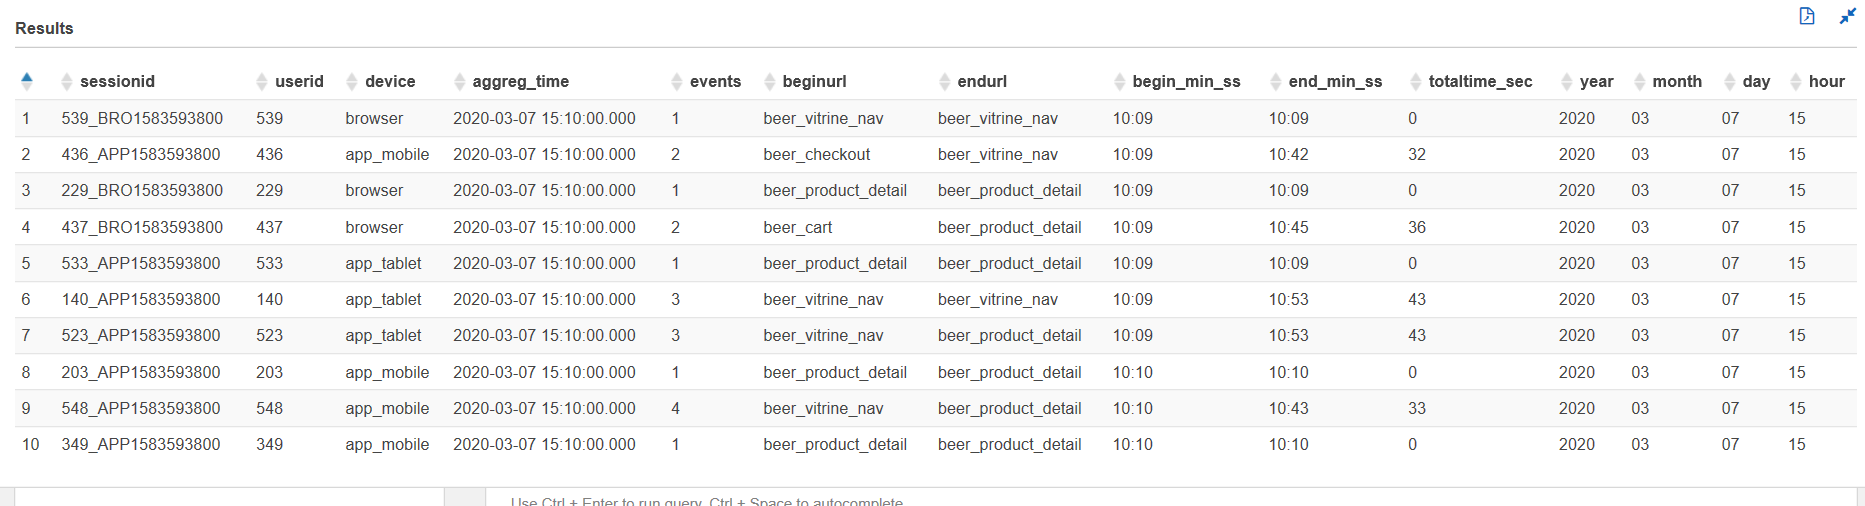 Results
sessionid userid device aggreg_time events beginurl endurl begin_min_ss end_min_ss totaltime_sec year month day hour
1 539_BRO1583593800 539 browser 2020-03-07 15:10:00.000 1 beer_vitrine_nav beer_vitrine_nav 10:09 10:09 0 2020 03 07 15
2 436_APP1583593800 436 app_mobile 2020-03-07 15:10:00.000 2 beer_checkout beer_vitrine_nav 10:09 10:42 32 2020 03 07 15
3 229_BRO1583593800 229 browser 2020-03-07 15:10:00.000 1 beer_product_detail beer_product_detail 10:09 10:09 0 2020 03 07 15
4 437_BRO1583593800 437 browser 2020-03-07 15:10:00.000 2 beer_cart beer_product_detail 10:09 10:45 36 2020 03 07 15
5 533_APP1583593800 533 app_tablet 2020-03-07 15:10:00.000 1 beer_product_detail beer_product_detail 10:09 10:09 0 2020 03 07 15
6 140_APP1583593800 140 app_tablet 2020-03-07 15:10:00.000 3 beer_vitrine_nav beer_vitrine_nav 10:09 10:53 43 2020 03 07 15
7 523_APP1583593800 523 app_tablet 2020-03-07 15:10:00.000 3 beer_vitrine_nav beer_product_detail 10:09 10:53 43 2020 03 07 15
8 203_APP1583593800 203 app_mobile 2020-03-07 15:10:00.000 1 beer_product_detail beer_product_detail 10:10 10:10 0 2020 03 07 15
9 548_APP1583593800 548 app_mobile 2020-03-07 15:10:00.000 4 beer_vitrine_nav beer_product_detail 10:10 10:43 33 2020 03 07 15
10 349_APP1583593800 349 app_mobile 2020-03-07 15:10:00.000 1 beer_product_detail beer_product_detail 10:10 10:10 0 2020 03 07 15
Use Ctrl + Enter to run query, Ctrl + Space to autocomplete